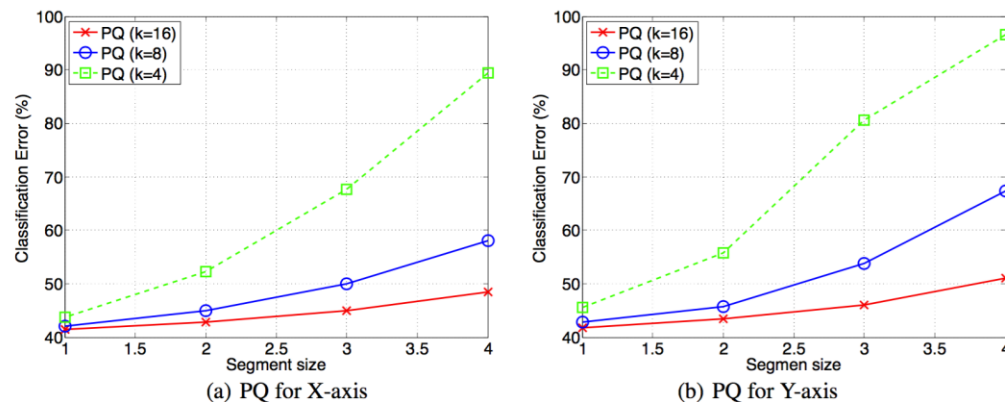 100
90
80
70
60
50
40
Classification Error (%)
PQ (k=16)
PQ (k=8)
PQ (k=4)
1 1.5 2 2.5 3 3.5 4
Segment size
(a) PQ for X-axis
100
90
80
70
60
50
40
Classification Error (%)
PQ (k=16)
PQ (k=8)
PQ (k=4)
1 1.5 2 2.5 3 3.5 4
Segmen size
(b) PQ for Y-axis